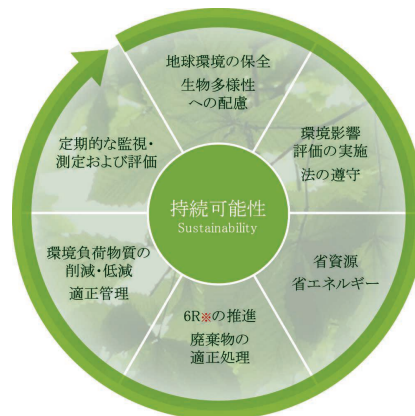 地球環境の保全
生物多様性
への配慮
環境影響
評価の実施
法の遵守
省資源
省エネルギー
6R※の推進
廃棄物の
適正処理
環境負荷物質の
削減・低減
適正管理
定期的な監視・
測定および評価
持続可能性
Sustainability